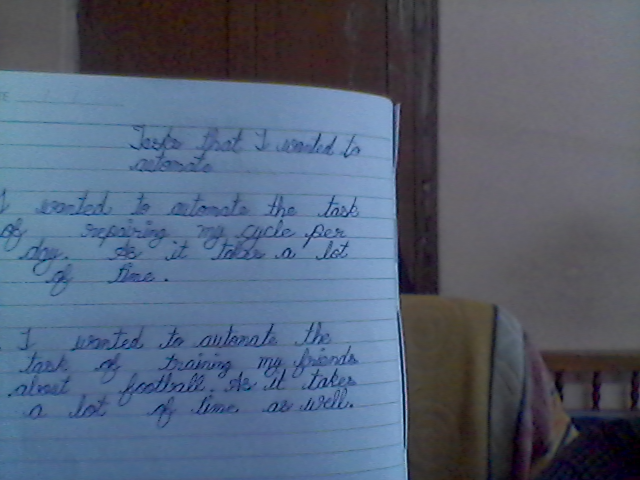 Tasks that I wanted to
automate
I wanted to automate the task
of repairing my cycle per
day. As it takes a lot
of time.
I wanted to automate the
task of training my friends
about football. As it takes
a lot of time as well.